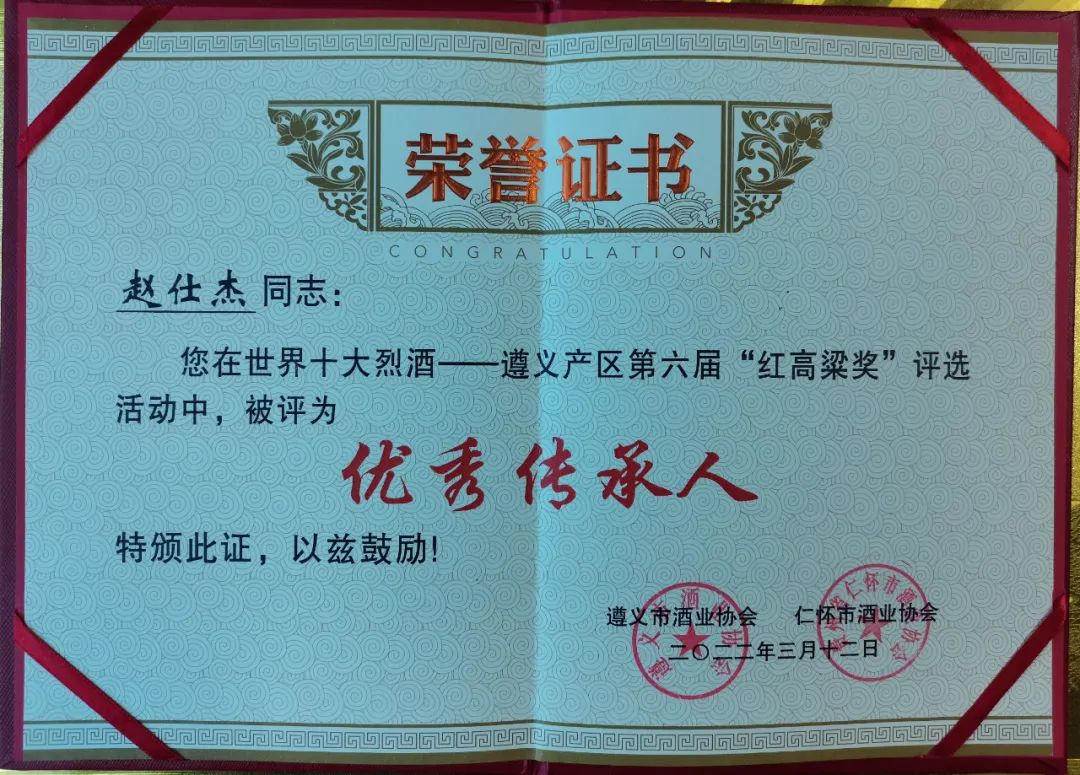 荣誉证书
CONGRATULATION
赵仕杰 同志：
您在世界十大烈酒——遵义产区第六届“红高粱奖”评选
活动中，被评为
优秀传承人
特颁此证，以兹鼓励！
遵义市酒业协会 仁怀市酒业协会
二〇二二年三月十二日